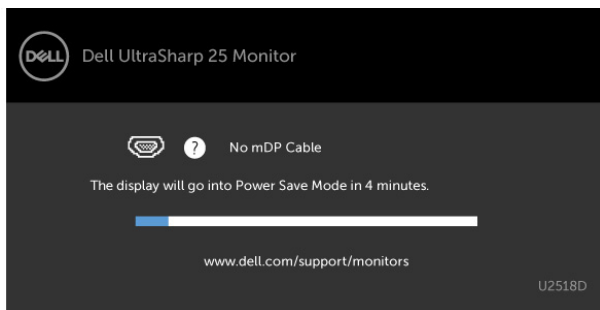 DELL
Dell UltraSharp 25 Monitor
? No mDP Cable
The display will go into Power Save Mode in 4 minutes.
www.dell.com/support/monitors
U2518D